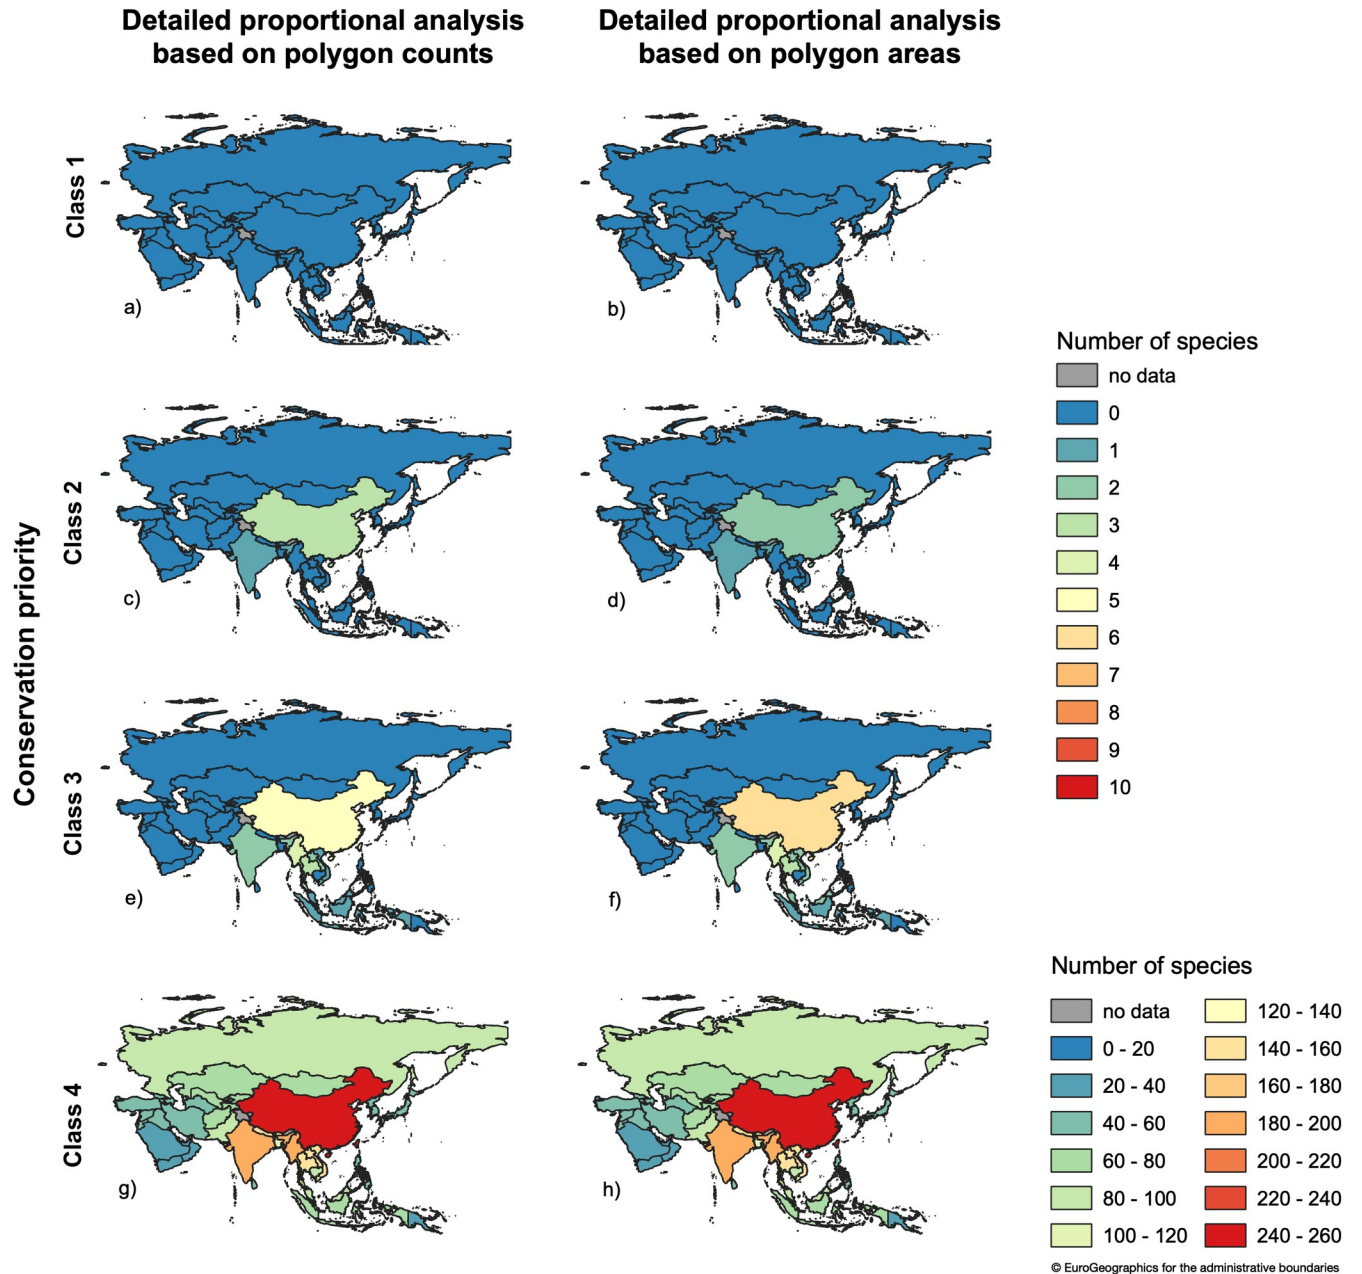 Detailed proportional analysis
based on polygon counts
Detailed proportional analysis
based on polygon areas
Conservation priority
Class 1
a)
b)
Class 2
c)
d)
Class 3
e)
f)
Class 4
g)
h)
Number of species
no data
0
1
2
3
4
5
6
7
8
9
10
Number of species
no data
0 - 20
20 - 40
40 - 60
60 - 80
80 - 100
100 - 120
120 - 140
140 - 160
160 - 180
180 - 200
200 - 220
220 - 240
240 - 260
© EuroGeographics for the administrative boundaries